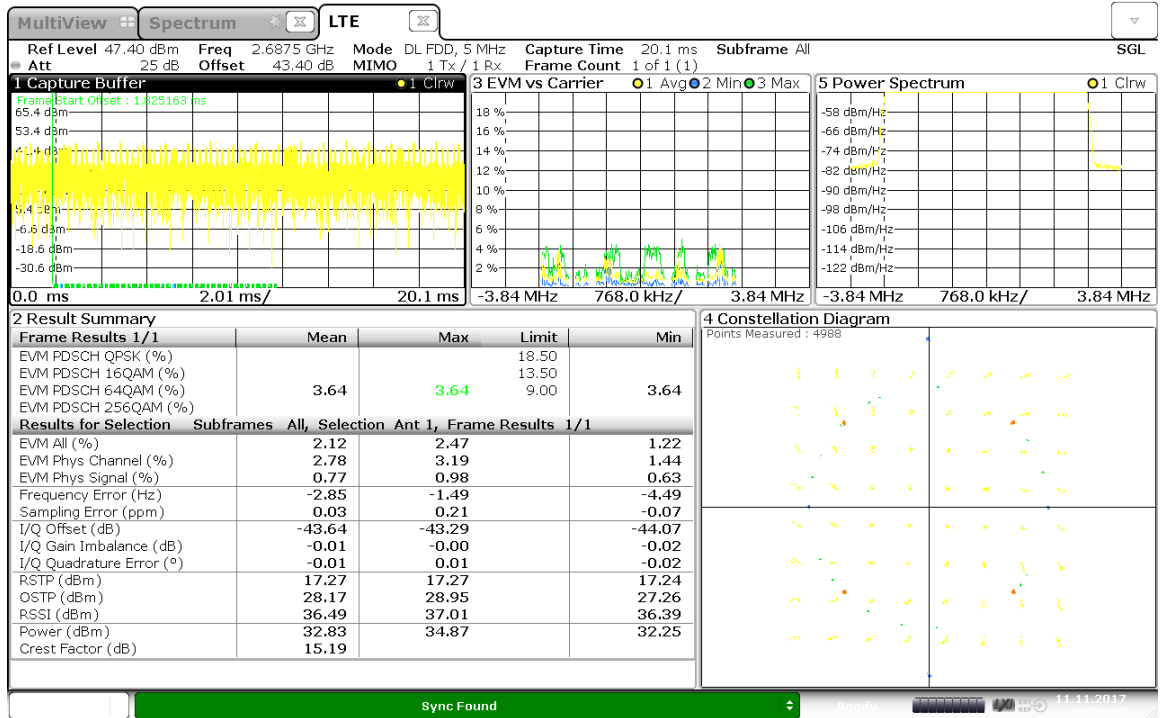 MultiView Spectrum LTE
Ref Level 47.40 dBm Freq 2.6875 GHz Mode DL FDD, 5 MHz Capture Time 20.1 ms Subframe All SGL
Att 25 dB Offset 43.40 dB MIMO 1 Tx / 1 Rx Frame Count 1 of 1 (1)
1 Capture Buffer 1 Clrw
Frame Start Offset : 1.825163 ms
65.4 dBm
53.4 dBm
41.4 dBm
5.4 dBm
-6.6 dBm
-18.6 dBm
-30.6 dBm
0.0 ms 2.01 ms/ 20.1 ms
3 EVM vs Carrier 1 Avg 2 Min 3 Max
18 %
16 %
14 %
12 %
10 %
8 %
6 %
4 %
2 %
-3.84 MHz 768.0 kHz/ 3.84 MHz
5 Power Spectrum 1 Clrw
-58 dBm/Hz
-66 dBm/Hz
-74 dBm/Hz
-82 dBm/Hz
-90 dBm/Hz
-98 dBm/Hz
-106 dBm/Hz
-114 dBm/Hz
-122 dBm/Hz
-3.84 MHz 768.0 kHz/ 3.84 MHz
2 Result Summary
Frame Results 1/1 Mean Max Limit Min
EVM PDSCH QPSK (%) 18.50
EVM PDSCH 16QAM (%) 13.50
EVM PDSCH 64QAM (%) 3.64 3.64 9.00 3.64
EVM PDSCH 256QAM (%)
Results for Selection Subframes All, Selection Ant 1, Frame Results 1/1
EVM All (%) 2.12 2.47 1.22
EVM Phys Channel (%) 2.78 3.19 1.44
EVM Phys Signal (%) 0.77 0.98 0.63
Frequency Error (Hz) -2.85 -1.49 -4.49
Sampling Error (ppm) 0.03 0.21 -0.07
I/Q Offset (dB) -43.64 -43.29 -44.07
I/Q Gain Imbalance (dB) -0.01 -0.00 -0.02
I/Q Quadrature Error (º) -0.01 0.01 -0.02
RSTP (dBm) 17.27 17.27 17.24
OSTP (dBm) 28.17 28.95 27.26
RSSI (dBm) 36.49 37.01 36.39
Power (dBm) 32.83 34.87 32.25
Crest Factor (dB) 15.19
4 Constellation Diagram
Points Measured : 4988
Sync Found
Ready
LXI
11.11.2017